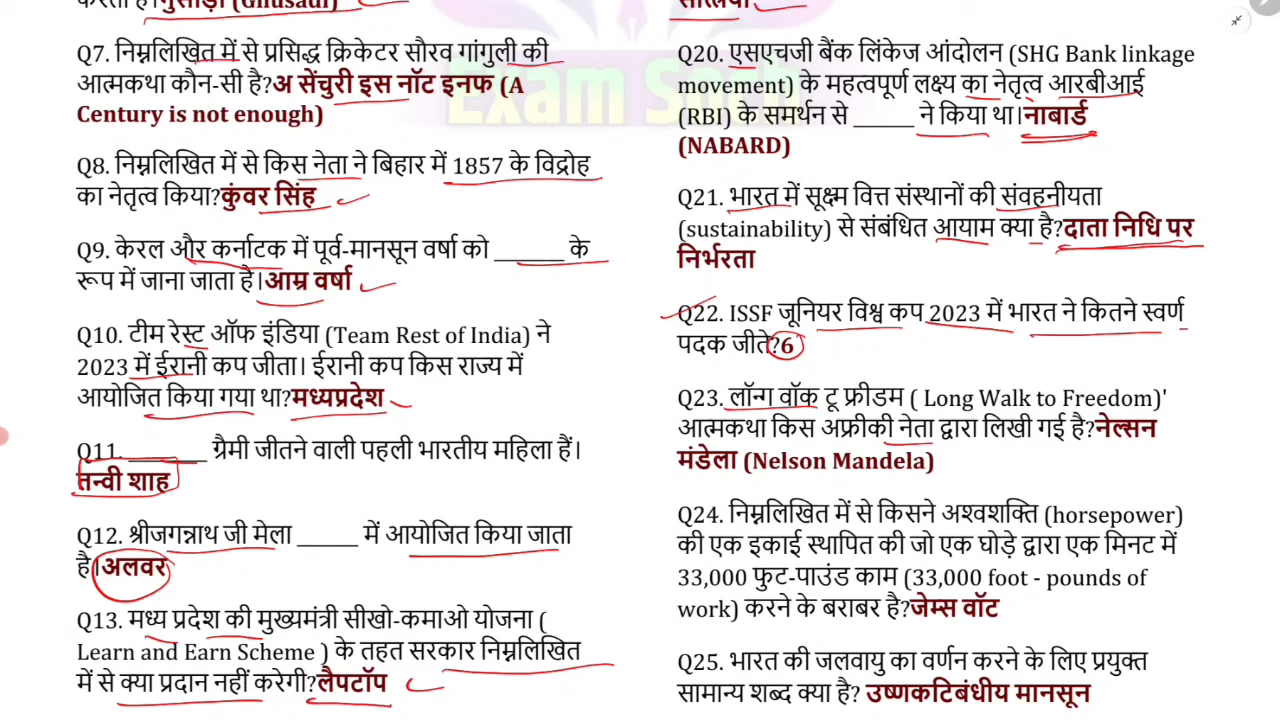 करता है।गुसाड़ी (Ghusadi)
Q7. निम्नलिखित में से प्रसिद्ध क्रिकेटर सौरव गांगुली की
आत्मकथा कौन-सी है?अ सेंचुरी इस नॉट इनफ (A
Century is not enough)
Q8. निम्नलिखित में से किस नेता ने बिहार में 1857 के विद्रोह
का नेतृत्व किया?कुंवर सिंह
Q9. केरल और कर्नाटक में पूर्व-मानसून वर्षा को ______ के
रूप में जाना जाता है।आम्र वर्षा
Q10. टीम रेस्ट ऑफ इंडिया (Team Rest of India) ने
2023 में ईरानी कप जीता। ईरानी कप किस राज्य में
आयोजित किया गया था?मध्यप्रदेश
Q11. _______ ग्रैमी जीतने वाली पहली भारतीय महिला हैं।
तन्वी शाह
Q12. श्रीजगन्नाथ जी मेला _____ में आयोजित किया जाता
है।अलवर
Q13. मध्य प्रदेश की मुख्यमंत्री सीखो-कमाओ योजना (
Learn and Earn Scheme ) के तहत सरकार निम्नलिखित
में से क्या प्रदान नहीं करेगी?लैपटॉप
Q20. एसएचजी बैंक लिंकेज आंदोलन (SHG Bank linkage
movement) के महत्वपूर्ण लक्ष्य का नेतृत्व आरबीआई
(RBI) के समर्थन से _____ ने किया था।नाबार्ड
(NABARD)
Q21. भारत में सूक्ष्म वित्त संस्थानों की संवहनीयता
(sustainability) से संबंधित आयाम क्या है?दाता निधि पर
निर्भरता
Q22. ISSF जूनियर विश्व कप 2023 में भारत ने कितने स्वर्ण
पदक जीते?6
Q23. लॉन्ग वॉक टू फ्रीडम ( Long Walk to Freedom)'
आत्मकथा किस अफ्रीकी नेता द्वारा लिखी गई है?नेल्सन
मंडेला (Nelson Mandela)
Q24. निम्नलिखित में से किसने अश्वशक्ति (horsepower)
की एक इकाई स्थापित की जो एक घोड़े द्वारा एक मिनट में
33,000 फुट-पाउंड काम (33,000 foot - pounds of
work) करने के बराबर है?जेम्स वॉट
Q25. भारत की जलवायु का वर्णन करने के लिए प्रयुक्त
सामान्य शब्द क्या है? उष्णकटिबंधीय मानसून